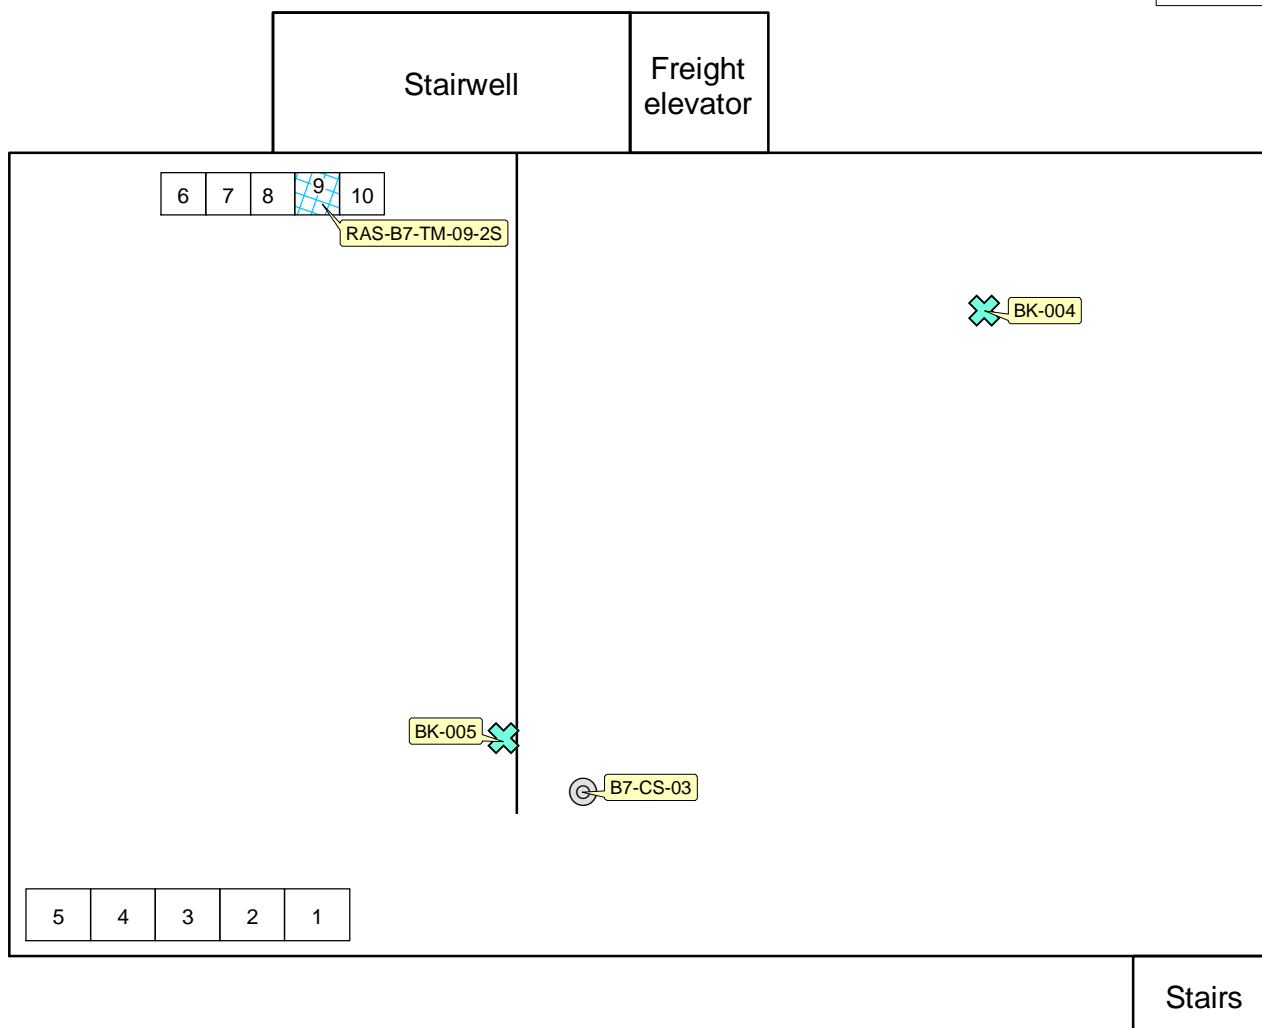 Stairwell
Freight
elevator
6 7 8 9 10
RAS-B7-TM-09-2S
BK-004
BK-005
B7-CS-03
5 4 3 2 1
Stairs